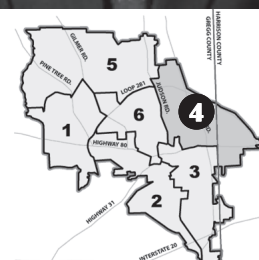 HARRISON COUNTY
GREGG COUNTY
GILMER RD.
PINE TREE RD.
5
LOOP 281
JUDSON RD.
4
RD.
1
6
HIGHWAY 80
3
2
HIGHWAY 31
INTERSTATE 20